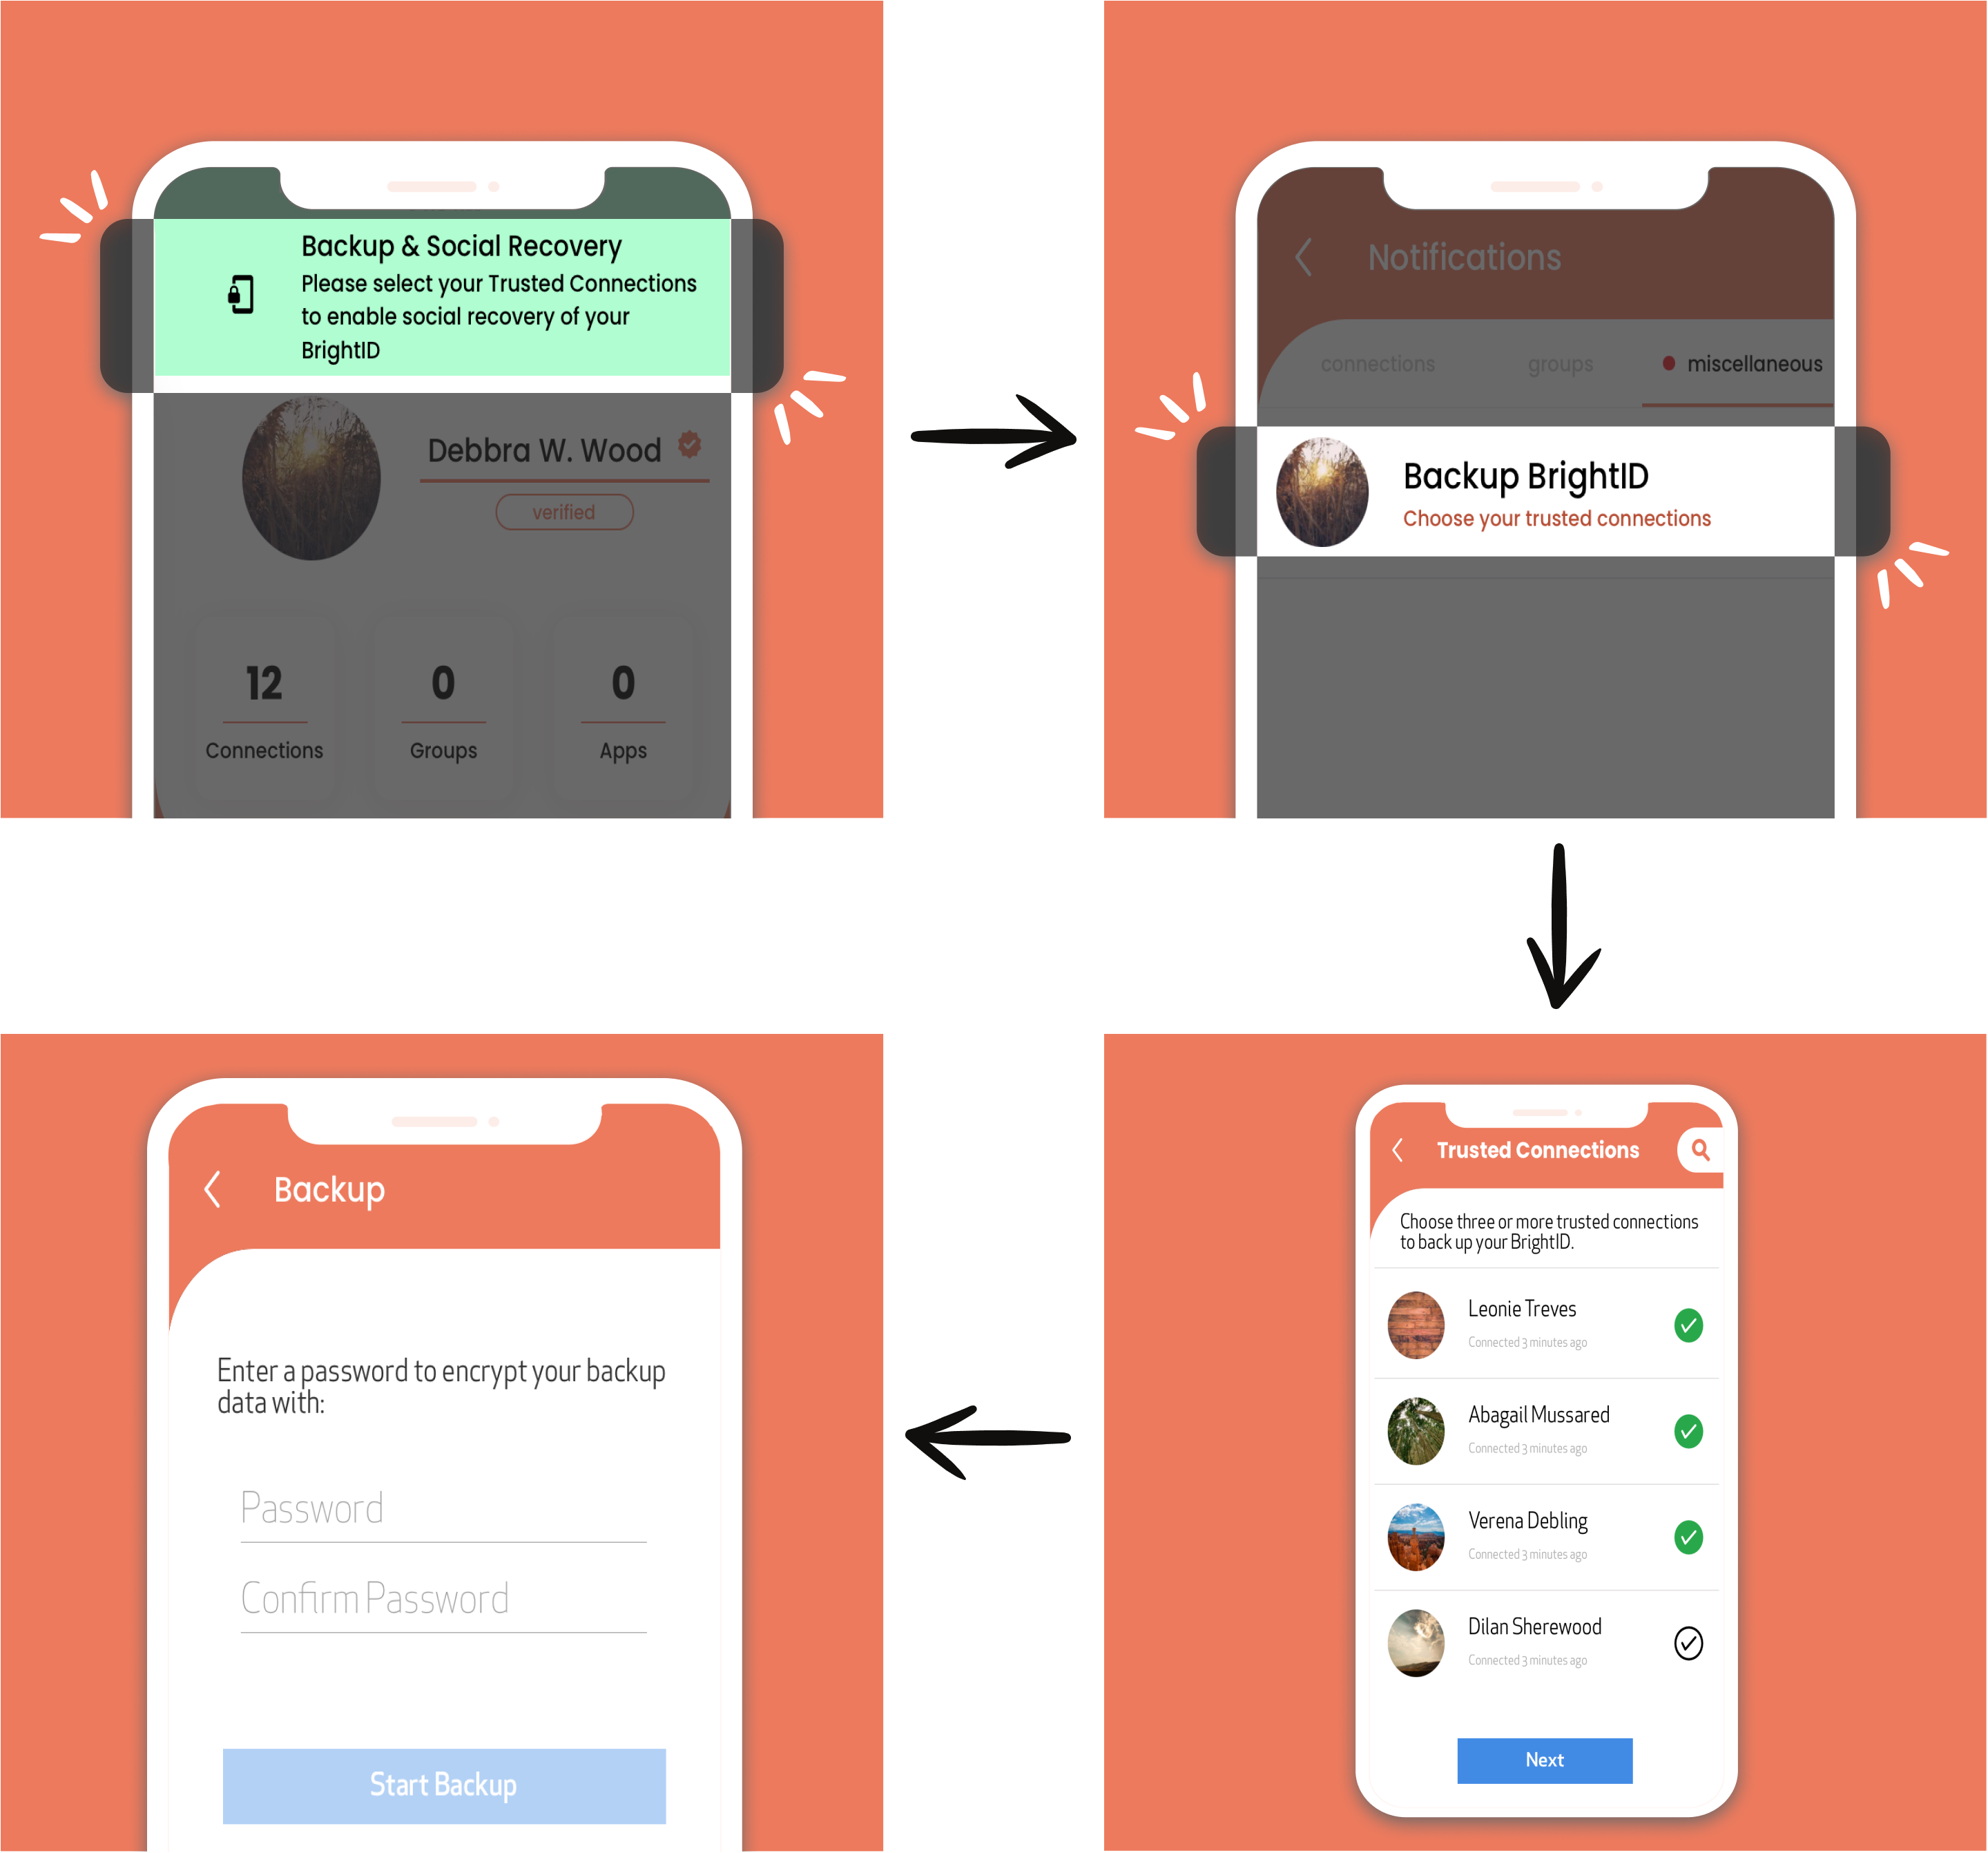 Backup & Social Recovery
Please select your Trusted Connections
to enable social recovery of your
BrightID
Debbra W. Wood
verified
12
0
0
Connections
Groups
Apps
Notifications
connections
groups
miscellaneous
Backup BrightID
Choose your trusted connections
Trusted Connections
Choose three or more trusted connections
to back up your BrightID.
Leonie Treves
Connected 3 minutes ago
Abagail Mussared
Connected 3 minutes ago
Verena Debling
Connected 3 minutes ago
Dilan Sherewood
Connected 3 minutes ago
Next
Backup
Enter a password to encrypt your backup
data with:
Password
Confirm Password
Start Backup